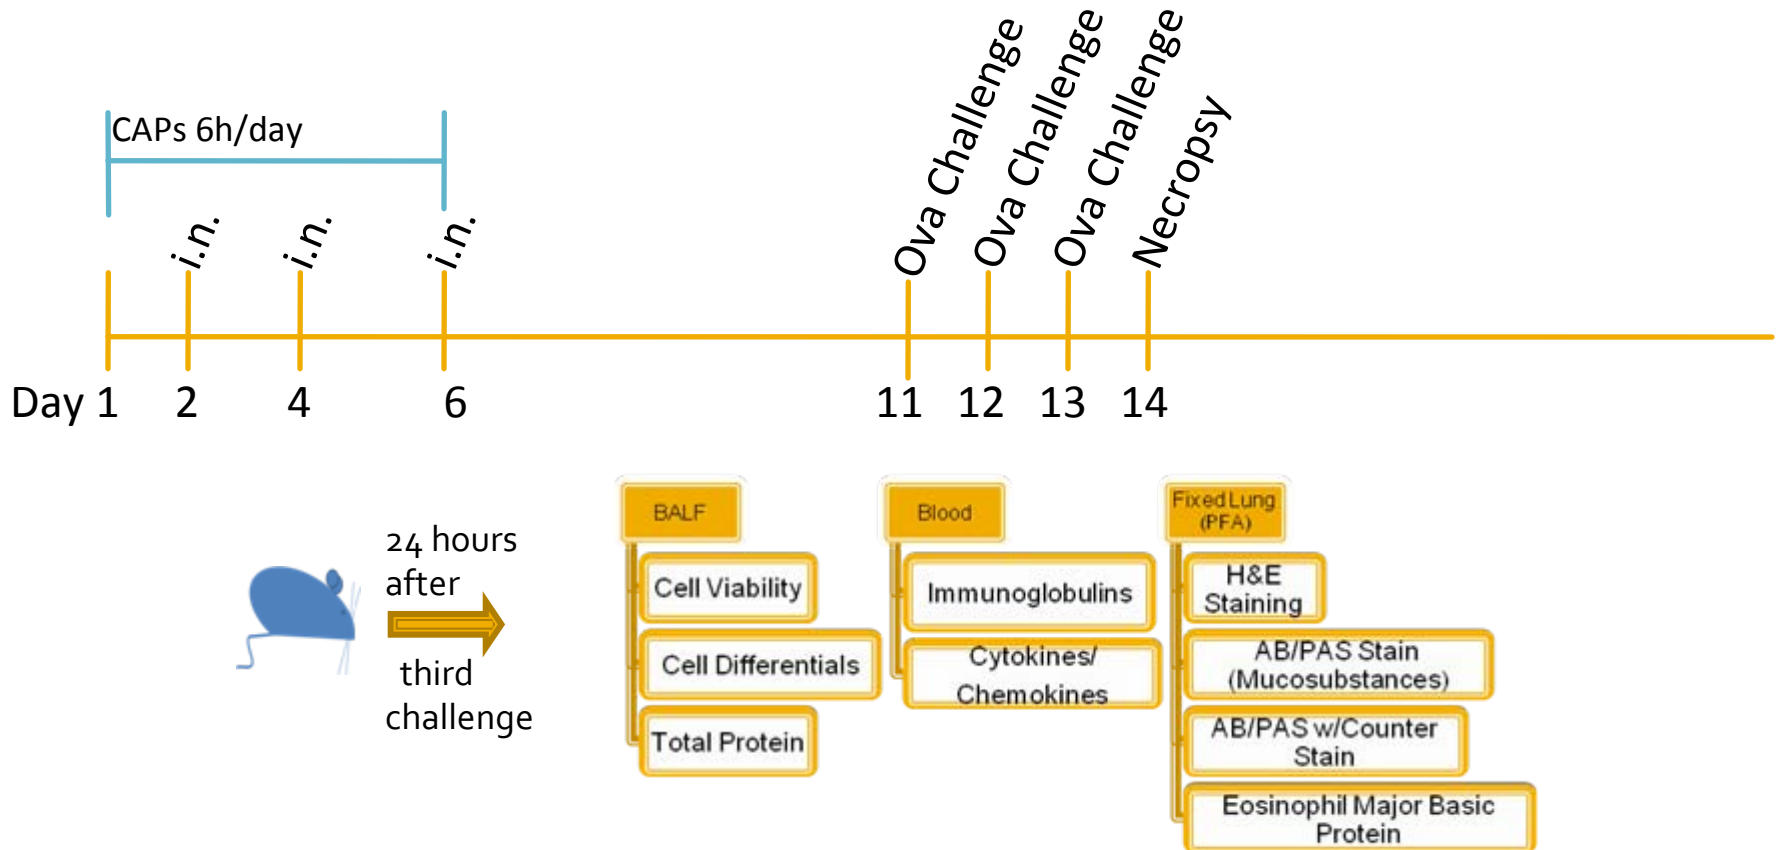 CAPs 6h/day
i.n.
i.n.
i.n.
Ova Challenge
Ova Challenge
Ova Challenge
Necropsy
Day 1 2 4 6 11 12 13 14
24 hours
after
third
challenge
BALF
Cell Viability
Cell Differentials
Total Protein
Blood
Immunoglobulins
Cytokines/
Chemokines
Fixed Lung
(PFA)
H&E
Staining
AB/PAS Stain
(Mucosubstances)
AB/PAS w/Counter
Stain
Eosinophil Major Basic
Protein